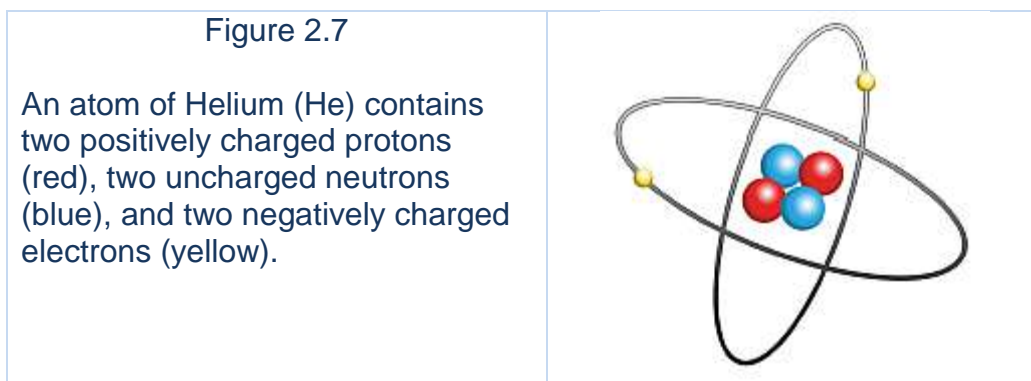 Figure 2.7
An atom of Helium (He) contains
two positively charged protons
(red), two uncharged neutrons
(blue), and two negatively charged
electrons (yellow).